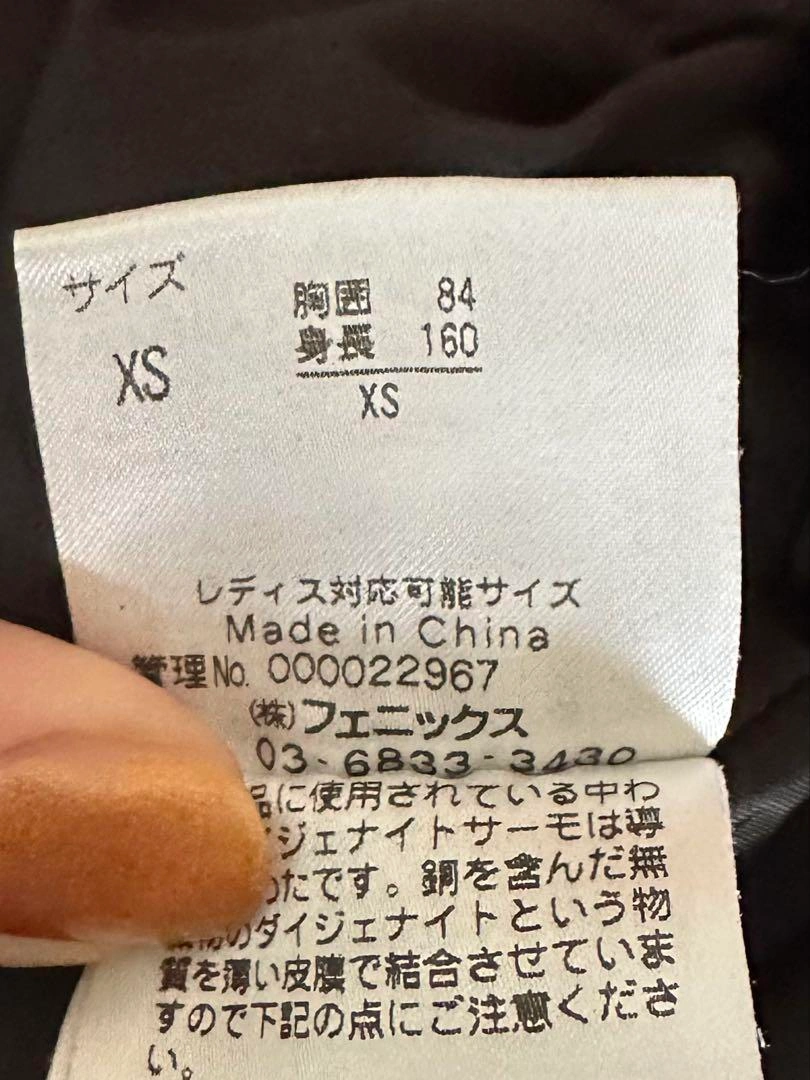 サイズ
XS
胸囲 84
身長 160
XS
レディス対応可能サイズ
Made in China
管理No. 000022967
(株)フェニックス
03-6833-3430
品に使用されている中わ
イジェナイトサーモは導
わたです。銅を含んだ無
物のダイジェナイトという物
質を薄い皮膜で結合させていま
すので下記の点にご注意くださ
い。